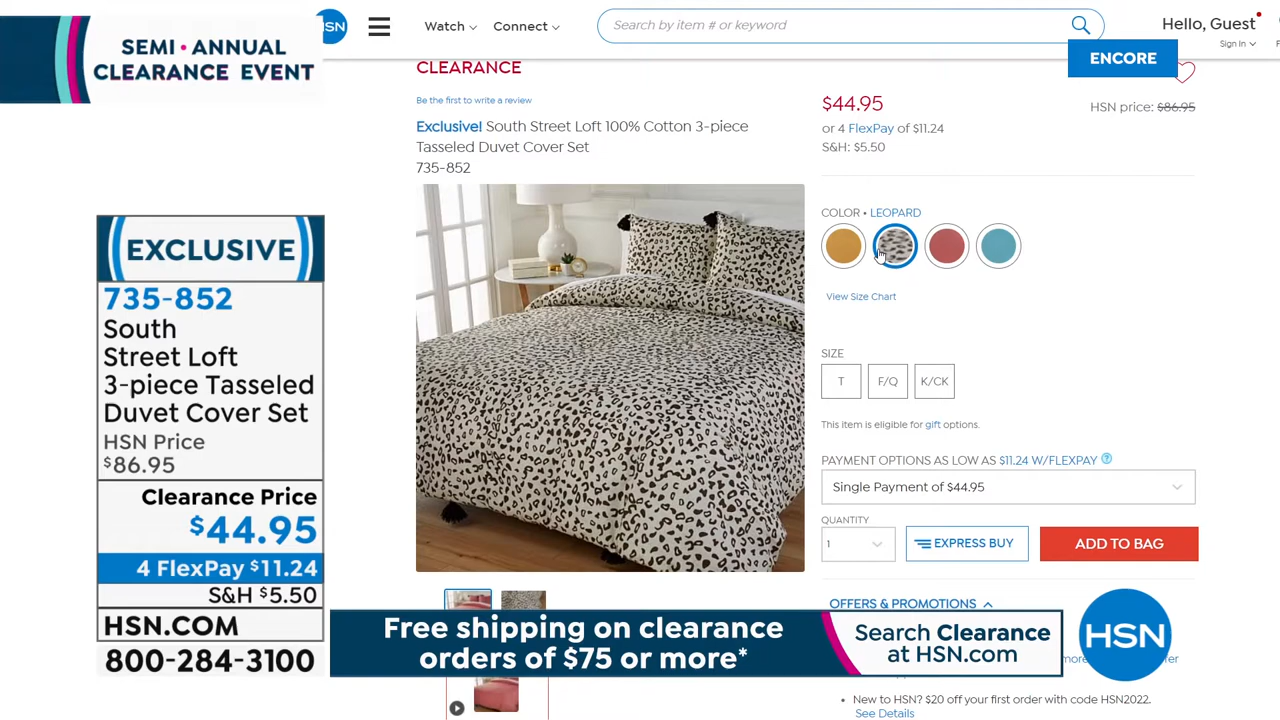 SEMI • ANNUAL
CLEARANCE EVENT
HSN
Watch
Connect
Search by item # or keyword
Hello, Guest
Sign In
ENCORE
CLEARANCE
Be the first to write a review
Exclusive! South Street Loft 100% Cotton 3-piece
Tasseled Duvet Cover Set
735-852
$44.95
HSN price: $86.95
or 4 FlexPay of $11.24
S&H: $5.50
COLOR • LEOPARD
View Size Chart
SIZE
T
F/Q
K/CK
This item is eligible for gift options.
PAYMENT OPTIONS AS LOW AS $11.24 W/FLEXPAY ?
Single Payment of $44.95
QUANTITY
1
EXPRESS BUY
ADD TO BAG
OFFERS & PROMOTIONS
New to HSN? $20 off your first order with code HSN2022.
See Details
EXCLUSIVE
735-852
South
Street Loft
3-piece Tasseled
Duvet Cover Set
HSN Price
$86.95
Clearance Price
$44.95
4 FlexPay $11.24
S&H $5.50
HSN.COM
800-284-3100
Free shipping on clearance
orders of $75 or more*
Search Clearance
at HSN.com
HSN